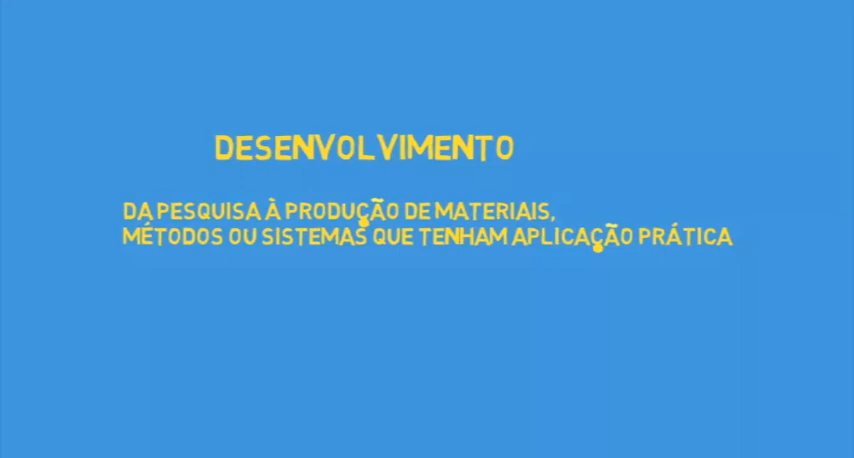 DESENVOLVIMENTO
DA PESQUISA À PRODUÇÃO DE MATERIAIS,
MÉTODOS OU SISTEMAS QUE TENHAM APLICAÇÃO PRÁTICA